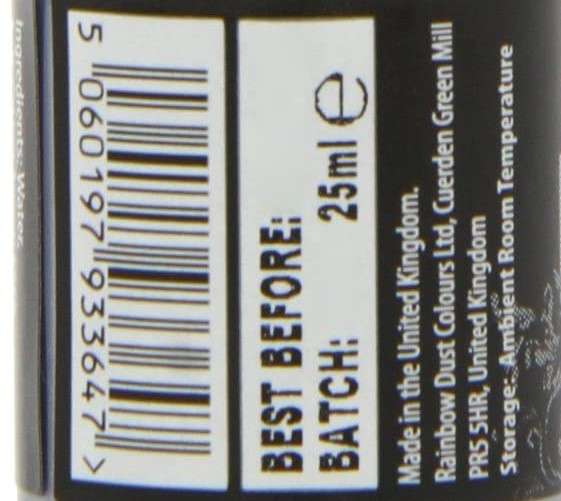 Ingredients: Water,
5 060197 933647 >
BEST BEFORE:
BATCH: 25ml e
Made in the United Kingdom.
Rainbow Dust Colours Ltd, Cuerden Green Mill
PR5 5HR, United Kingdom
Storage: Ambient Room Temperature